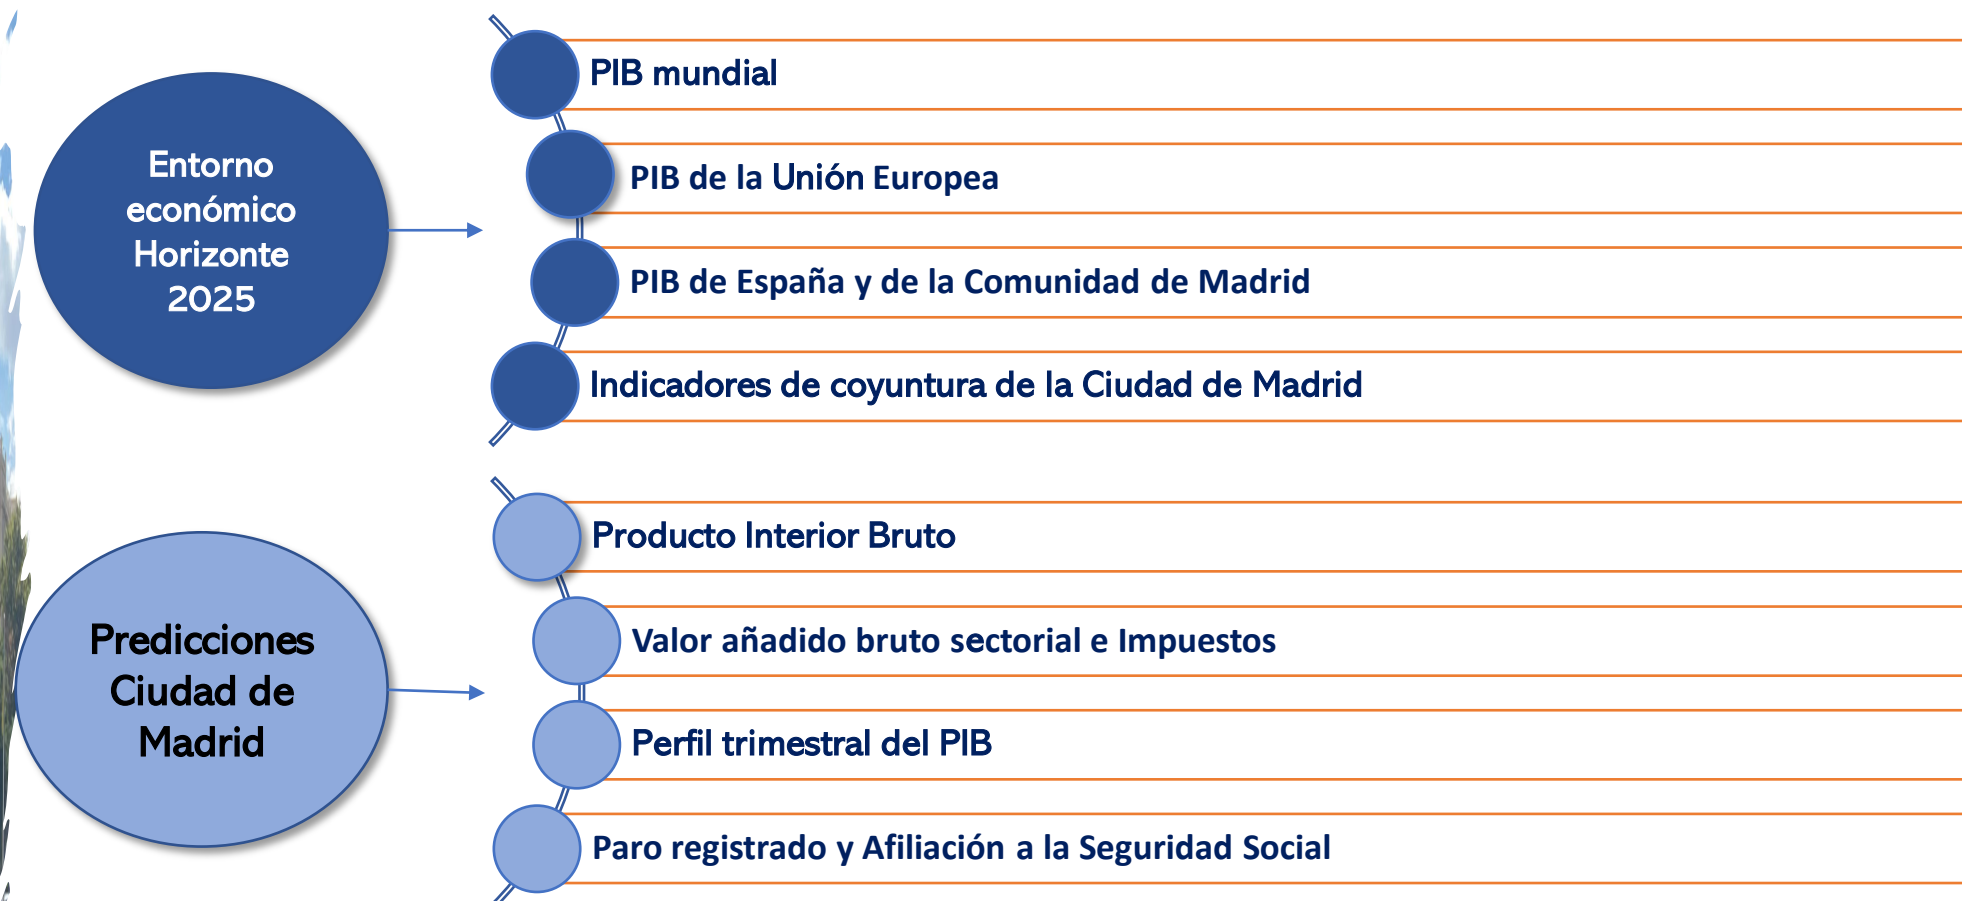 Entorno
económico
Horizonte
2025
PIB mundial
PIB de la Unión Europea
PIB de España y de la Comunidad de Madrid
Indicadores de coyuntura de la Ciudad de Madrid
Predicciones
Ciudad de
Madrid
Producto Interior Bruto
Valor añadido bruto sectorial e Impuestos
Perfil trimestral del PIB
Paro registrado y Afiliación a la Seguridad Social